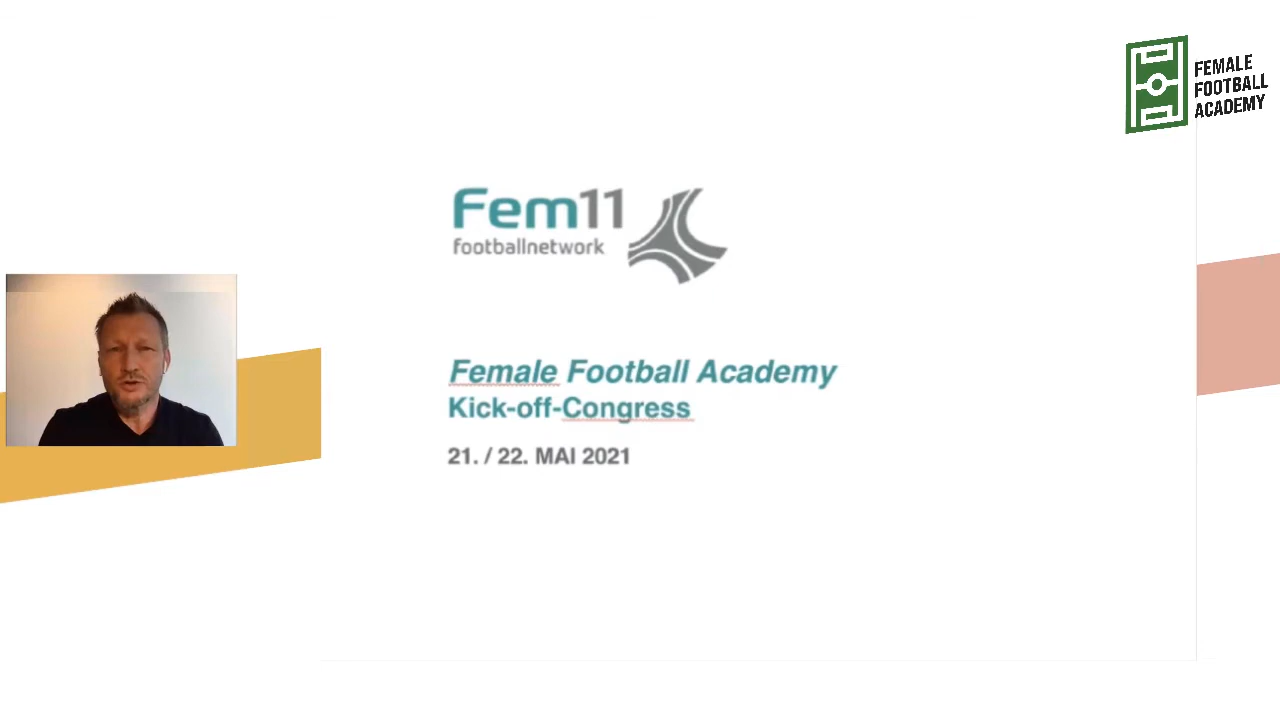 FEMALE
FOOTBALL
ACADEMY
Fem11
footballnetwork
Female Football Academy
Kick-off-Congress
21. / 22. MAI 2021